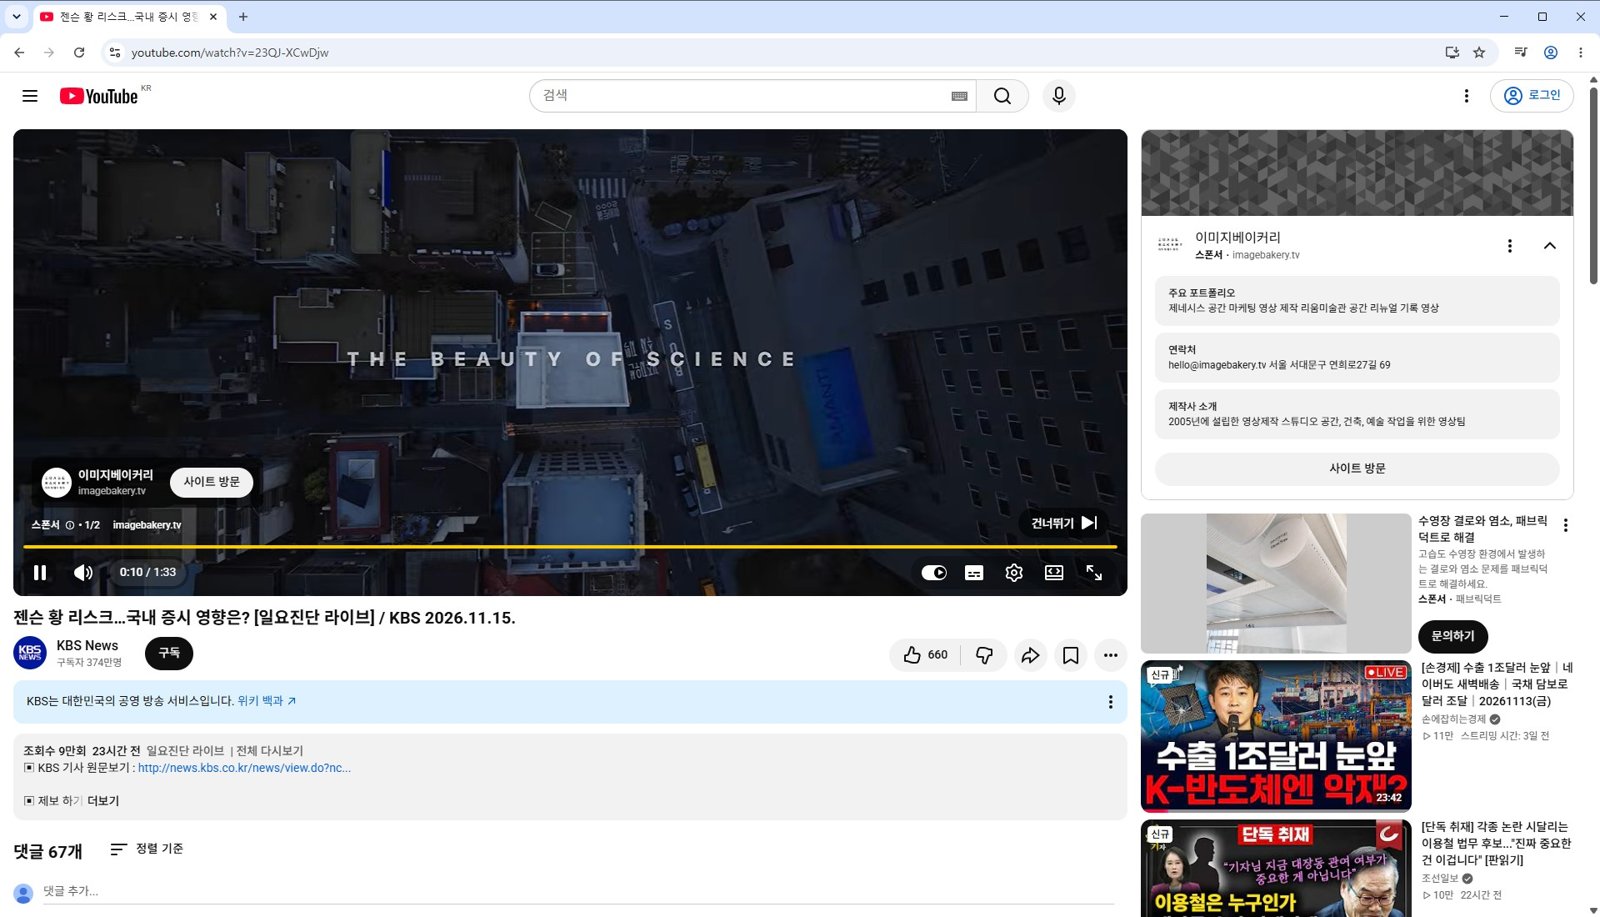 젠슨 황 리스크…국내 증시 영향
youtube.com/watch?v=23QJ-XCwDjw
YouTube KR
검색
로그인
THE BEAUTY OF SCIENCE
이미지베이커리
imagebakery.tv
사이트 방문
스폰서 • 1/2 imagebakery.tv
건너뛰기
0:10 / 1:33
젠슨 황 리스크…국내 증시 영향은? [일요진단 라이브] / KBS 2026.11.15.
KBS NEWS
KBS News
구독자 374만명
구독
660
KBS는 대한민국의 공영 방송 서비스입니다. 위키 백과
조회수 9만회 23시간 전 일요진단 라이브 | 전체 다시보기
▣ KBS 기사 원문보기 : http://news.kbs.co.kr/news/view.do?nc...
▣ 제보 하기 더보기
댓글 67개
정렬 기준
댓글 추가...
이미지베이커리
스폰서 · imagebakery.tv
주요 포트폴리오
제네시스 공간 마케팅 영상 제작 리움미술관 공간 리뉴얼 기록 영상
연락처
hello@imagebakery.tv 서울 서대문구 연희로27길 69
제작사 소개
2005년에 설립한 영상제작 스튜디오 공간, 건축, 예술 작업을 위한 영상팀
사이트 방문
수영장 결로와 염소, 패브릭
덕트로 해결
고습도 수영장 환경에서 발생하
는 결로와 염소 문제를 패브릭덕
트로 해결하세요.
스폰서 · 패브릭덕트
문의하기
신규
LIVE
수출 1조달러 눈앞
K-반도체엔 악재?
23:42
[손경제] 수출 1조달러 눈앞｜네
이버도 새벽배송｜국채 담보로
달러 조달｜20261113(금)
손에잡히는경제
11만 스트리밍 시간: 3일 전
신규
기자
단독 취재
"기자님 지금 대장동 관여 여부가
중요한 게 아닙니다"
이용철은 누구인가
[단독 취재] 각종 논란 시달리는
이용철 법무 후보..."진짜 중요한
건 이겁니다" [판읽기]
조선일보
10만 22시간 전